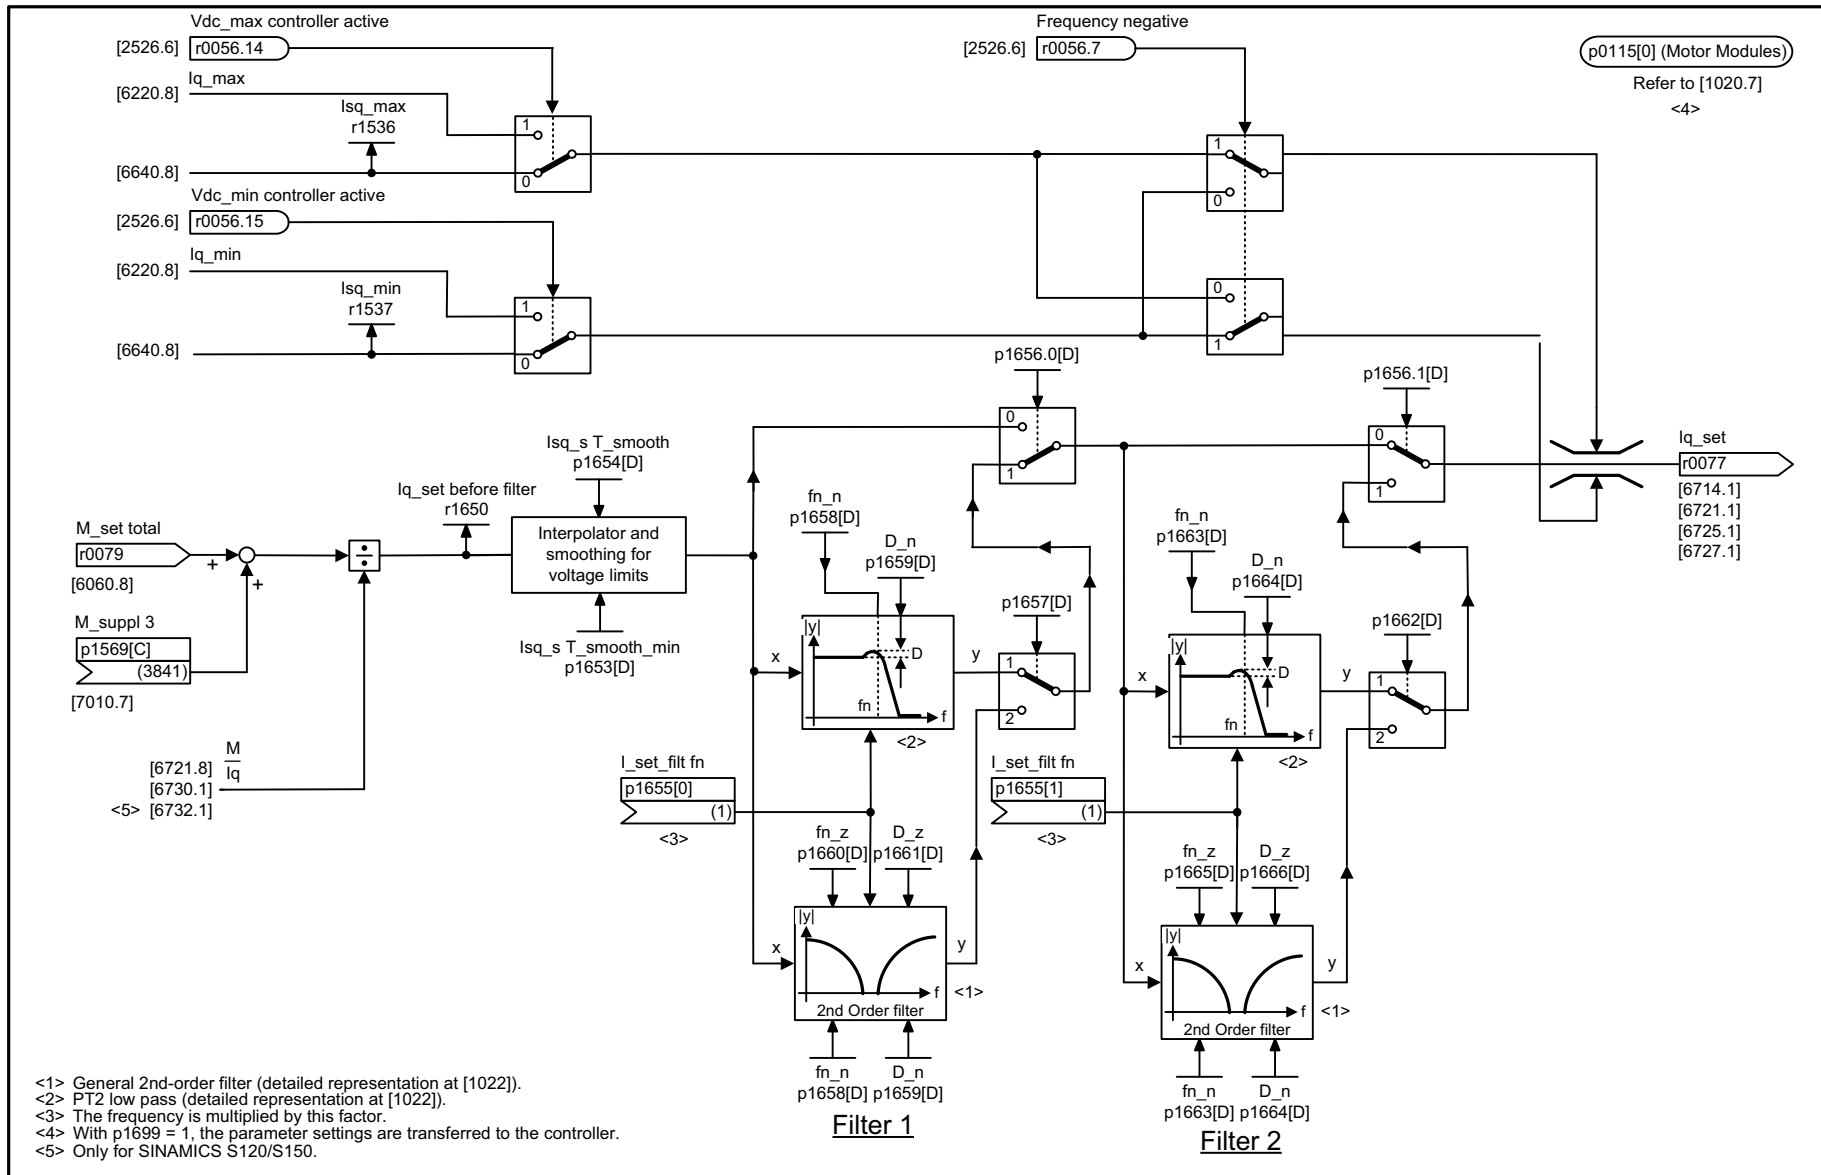 Vdc_max controller active
[2526.6] r0056.14
Iq_max
[6220.8]
Isq_max
r1536
[6640.8]
1
0
Vdc_min controller active
[2526.6] r0056.15
Iq_min
[6220.8]
Isq_min
r1537
[6640.8]
1
0
Frequency negative
[2526.6] r0056.7
1
0
0
1
p0115[0] (Motor Modules)
Refer to [1020.7]
<4>
M_set total
r0079
[6060.8]
+
+
M_suppl 3
p1569[C]
(3841)
[7010.7]
÷
M
Iq
[6721.8]
[6730.1]
<5> [6732.1]
Iq_set before filter
r1650
Isq_s T_smooth
p1654[D]
Interpolator and
smoothing for
voltage limits
Isq_s T_smooth_min
p1653[D]
p1656.0[D]
0
1
fn_n
p1658[D]
D_n
p1659[D]
|y|
D
x
y
fn
f
<2>
p1657[D]
1
2
I_set_filt fn
p1655[0]
(1)
<3>
fn_z
p1660[D]
D_z
p1661[D]
|y|
x
y
f
<1>
2nd Order filter
fn_n
p1658[D]
D_n
p1659[D]
Filter 1
p1656.1[D]
0
1
fn_n
p1663[D]
D_n
p1664[D]
|y|
D
x
y
fn
f
<2>
p1662[D]
1
2
I_set_filt fn
p1655[1]
(1)
<3>
fn_z
p1665[D]
D_z
p1666[D]
|y|
x
y
f
<1>
2nd Order filter
fn_n
p1663[D]
D_n
p1664[D]
Filter 2
Iq_set
r0077
[6714.1]
[6721.1]
[6725.1]
[6727.1]
<1> General 2nd-order filter (detailed representation at [1022]).
<2> PT2 low pass (detailed representation at [1022]).
<3> The frequency is multiplied by this factor.
<4> With p1699 = 1, the parameter settings are transferred to the controller.
<5> Only for SINAMICS S120/S150.